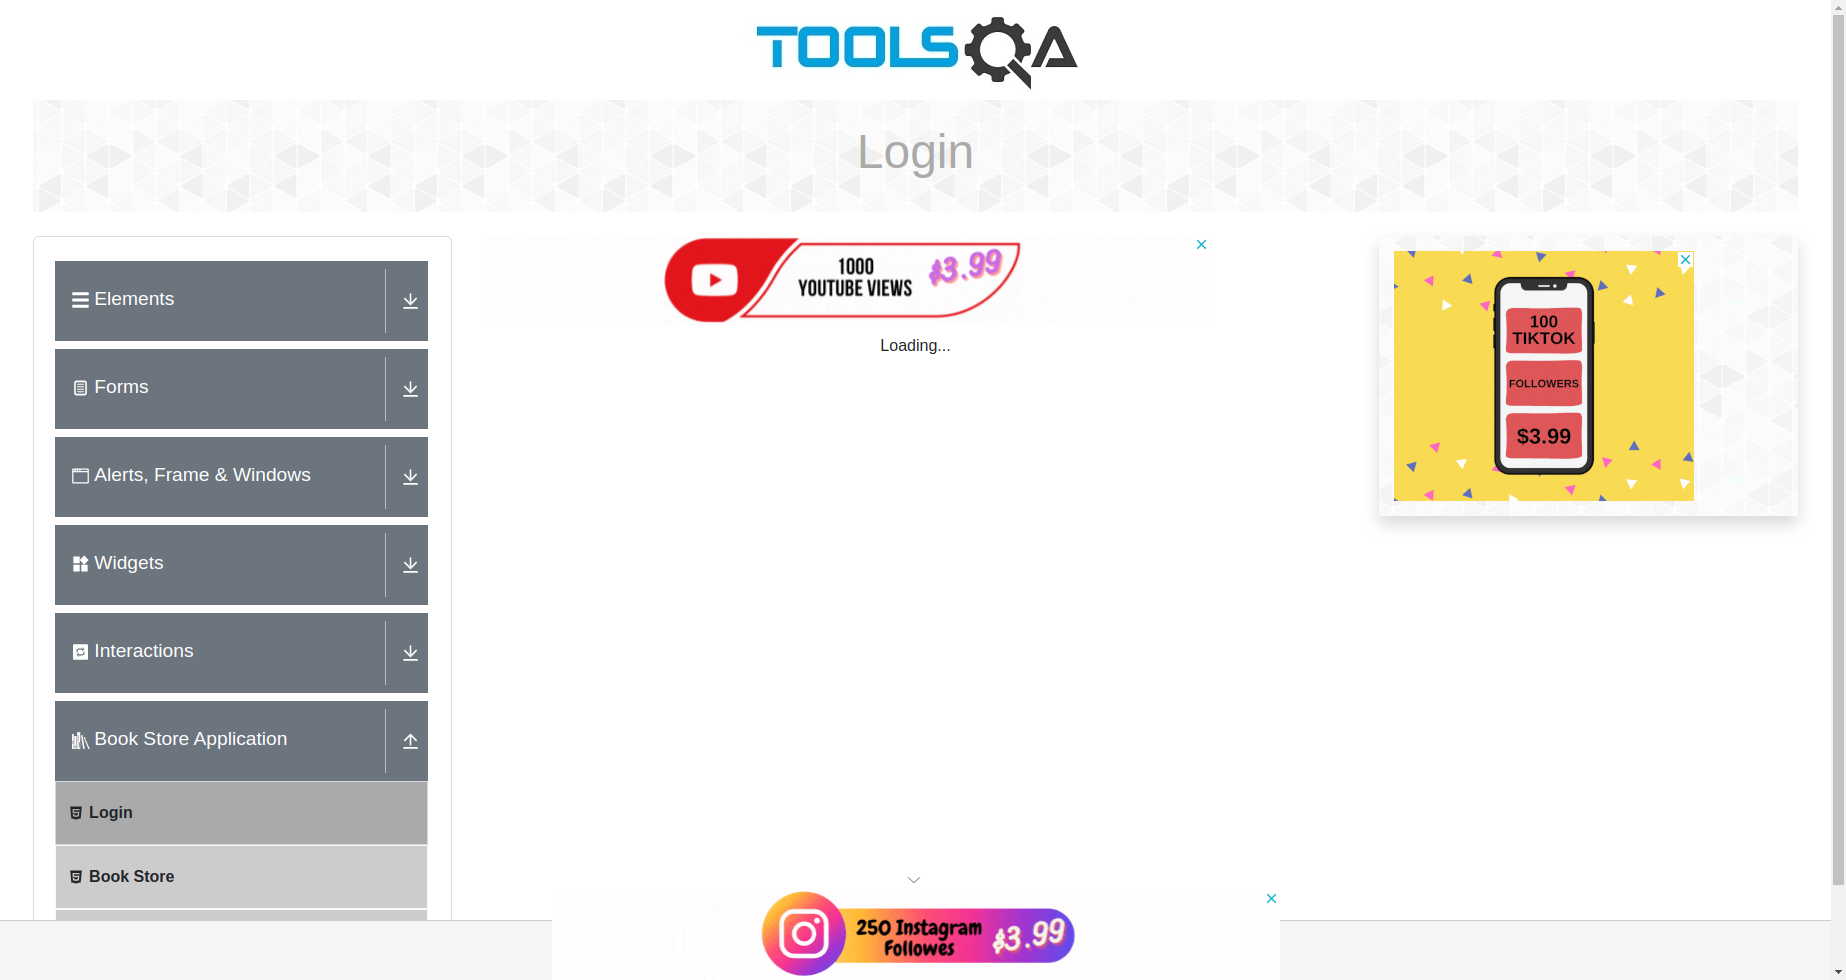 TOOLSQA
Login
Elements
Forms
Alerts, Frame & Windows
Widgets
Interactions
Book Store Application
Login
Book Store
1000
YOUTUBE VIEWS
$3.99
Loading...
100
TIKTOK
FOLLOWERS
$3.99
250 Instagram
Followes
$3.99